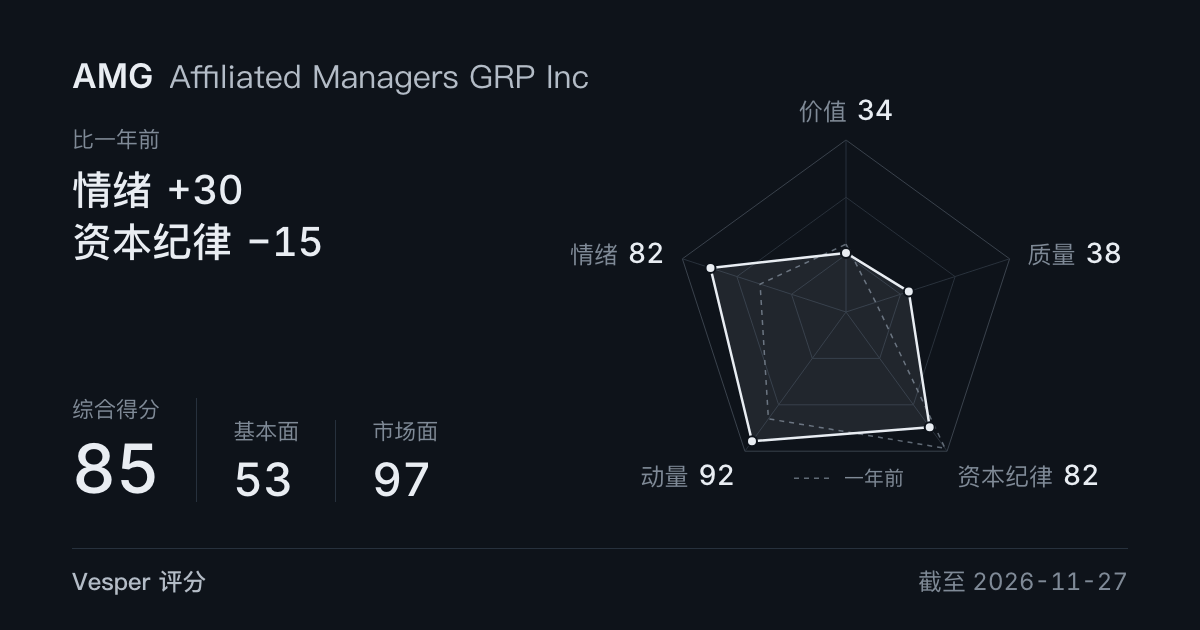 AMG Affiliated Managers GRP Inc
比一年前
情绪 +30
资本纪律 −15
价值 34
情绪 82
质量 38
动量 92
一年前
资本纪律 82
综合得分
85
基本面
53
市场面
97
Vesper 评分
截至 2026-11-27